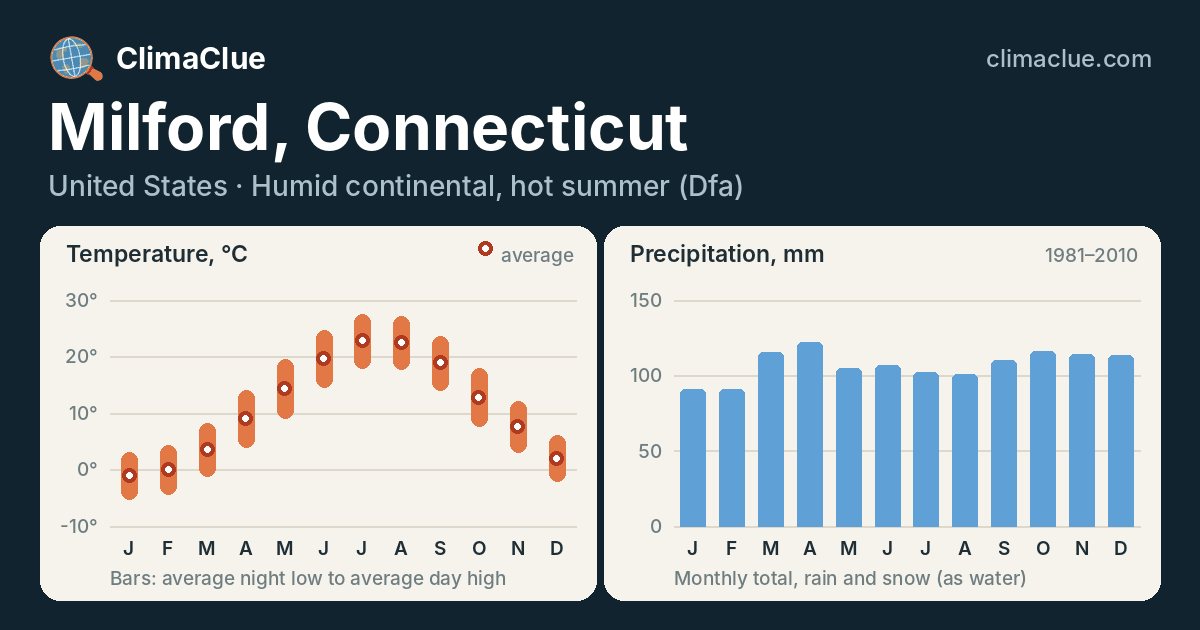 ClimaClue
climaclue.com
Milford, Connecticut
United States · Humid continental, hot summer (Dfa)
Temperature, °C
average
30°
20°
10°
0°
-10°
J F M A M J J A S O N D
Bars: average night low to average day high
Precipitation, mm
1981–2010
150
100
50
0
J F M A M J J A S O N D
Monthly total, rain and snow (as water)